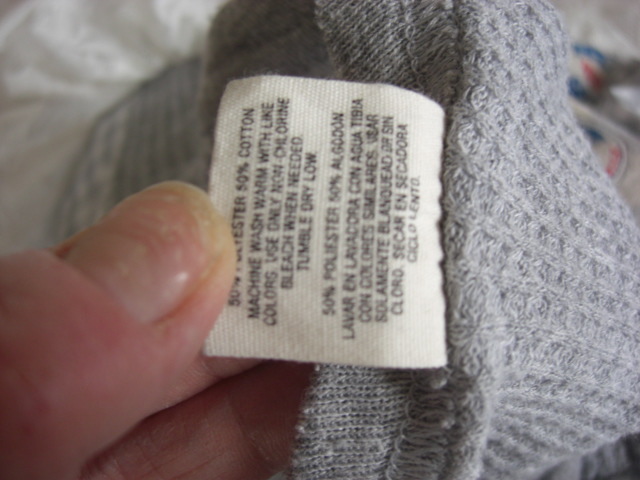 50% POLYESTER 50% COTTON
MACHINE WASH WARM WITH LIKE
COLORS. USE ONLY NON-CHLORINE
BLEACH WHEN NEEDED.
TUMBLE DRY LOW.
50% POLIESTER 50% ALGODON
LAVAR EN LAVADORA CON AGUA TIBIA
CON COLORES SIMILARES. USAR
SOLAMENTE BLANQUEADOR SIN
CLORO. SECAR EN SECADORA
CICLO LENTO.